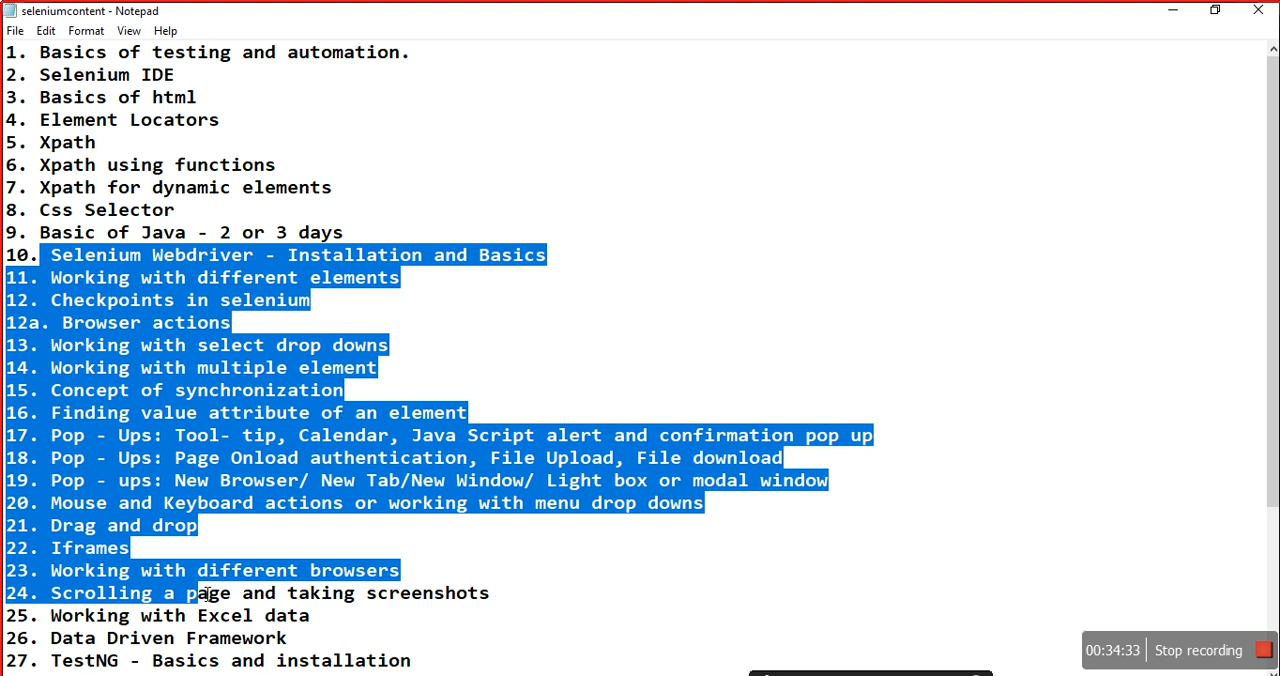 seleniumcontent - Notepad
File Edit Format View Help
1. Basics of testing and automation.
2. Selenium IDE
3. Basics of html
4. Element Locators
5. Xpath
6. Xpath using functions
7. Xpath for dynamic elements
8. Css Selector
9. Basic of Java - 2 or 3 days
10. Selenium Webdriver - Installation and Basics
11. Working with different elements
12. Checkpoints in selenium
12a. Browser actions
13. Working with select drop downs
14. Working with multiple element
15. Concept of synchronization
16. Finding value attribute of an element
17. Pop - Ups: Tool- tip, Calendar, Java Script alert and confirmation pop up
18. Pop - Ups: Page Onload authentication, File Upload, File download
19. Pop - ups: New Browser/ New Tab/New Window/ Light box or modal window
20. Mouse and Keyboard actions or working with menu drop downs
21. Drag and drop
22. Iframes
23. Working with different browsers
24. Scrolling a page and taking screenshots
25. Working with Excel data
26. Data Driven Framework
27. TestNG - Basics and installation
00:34:33 Stop recording